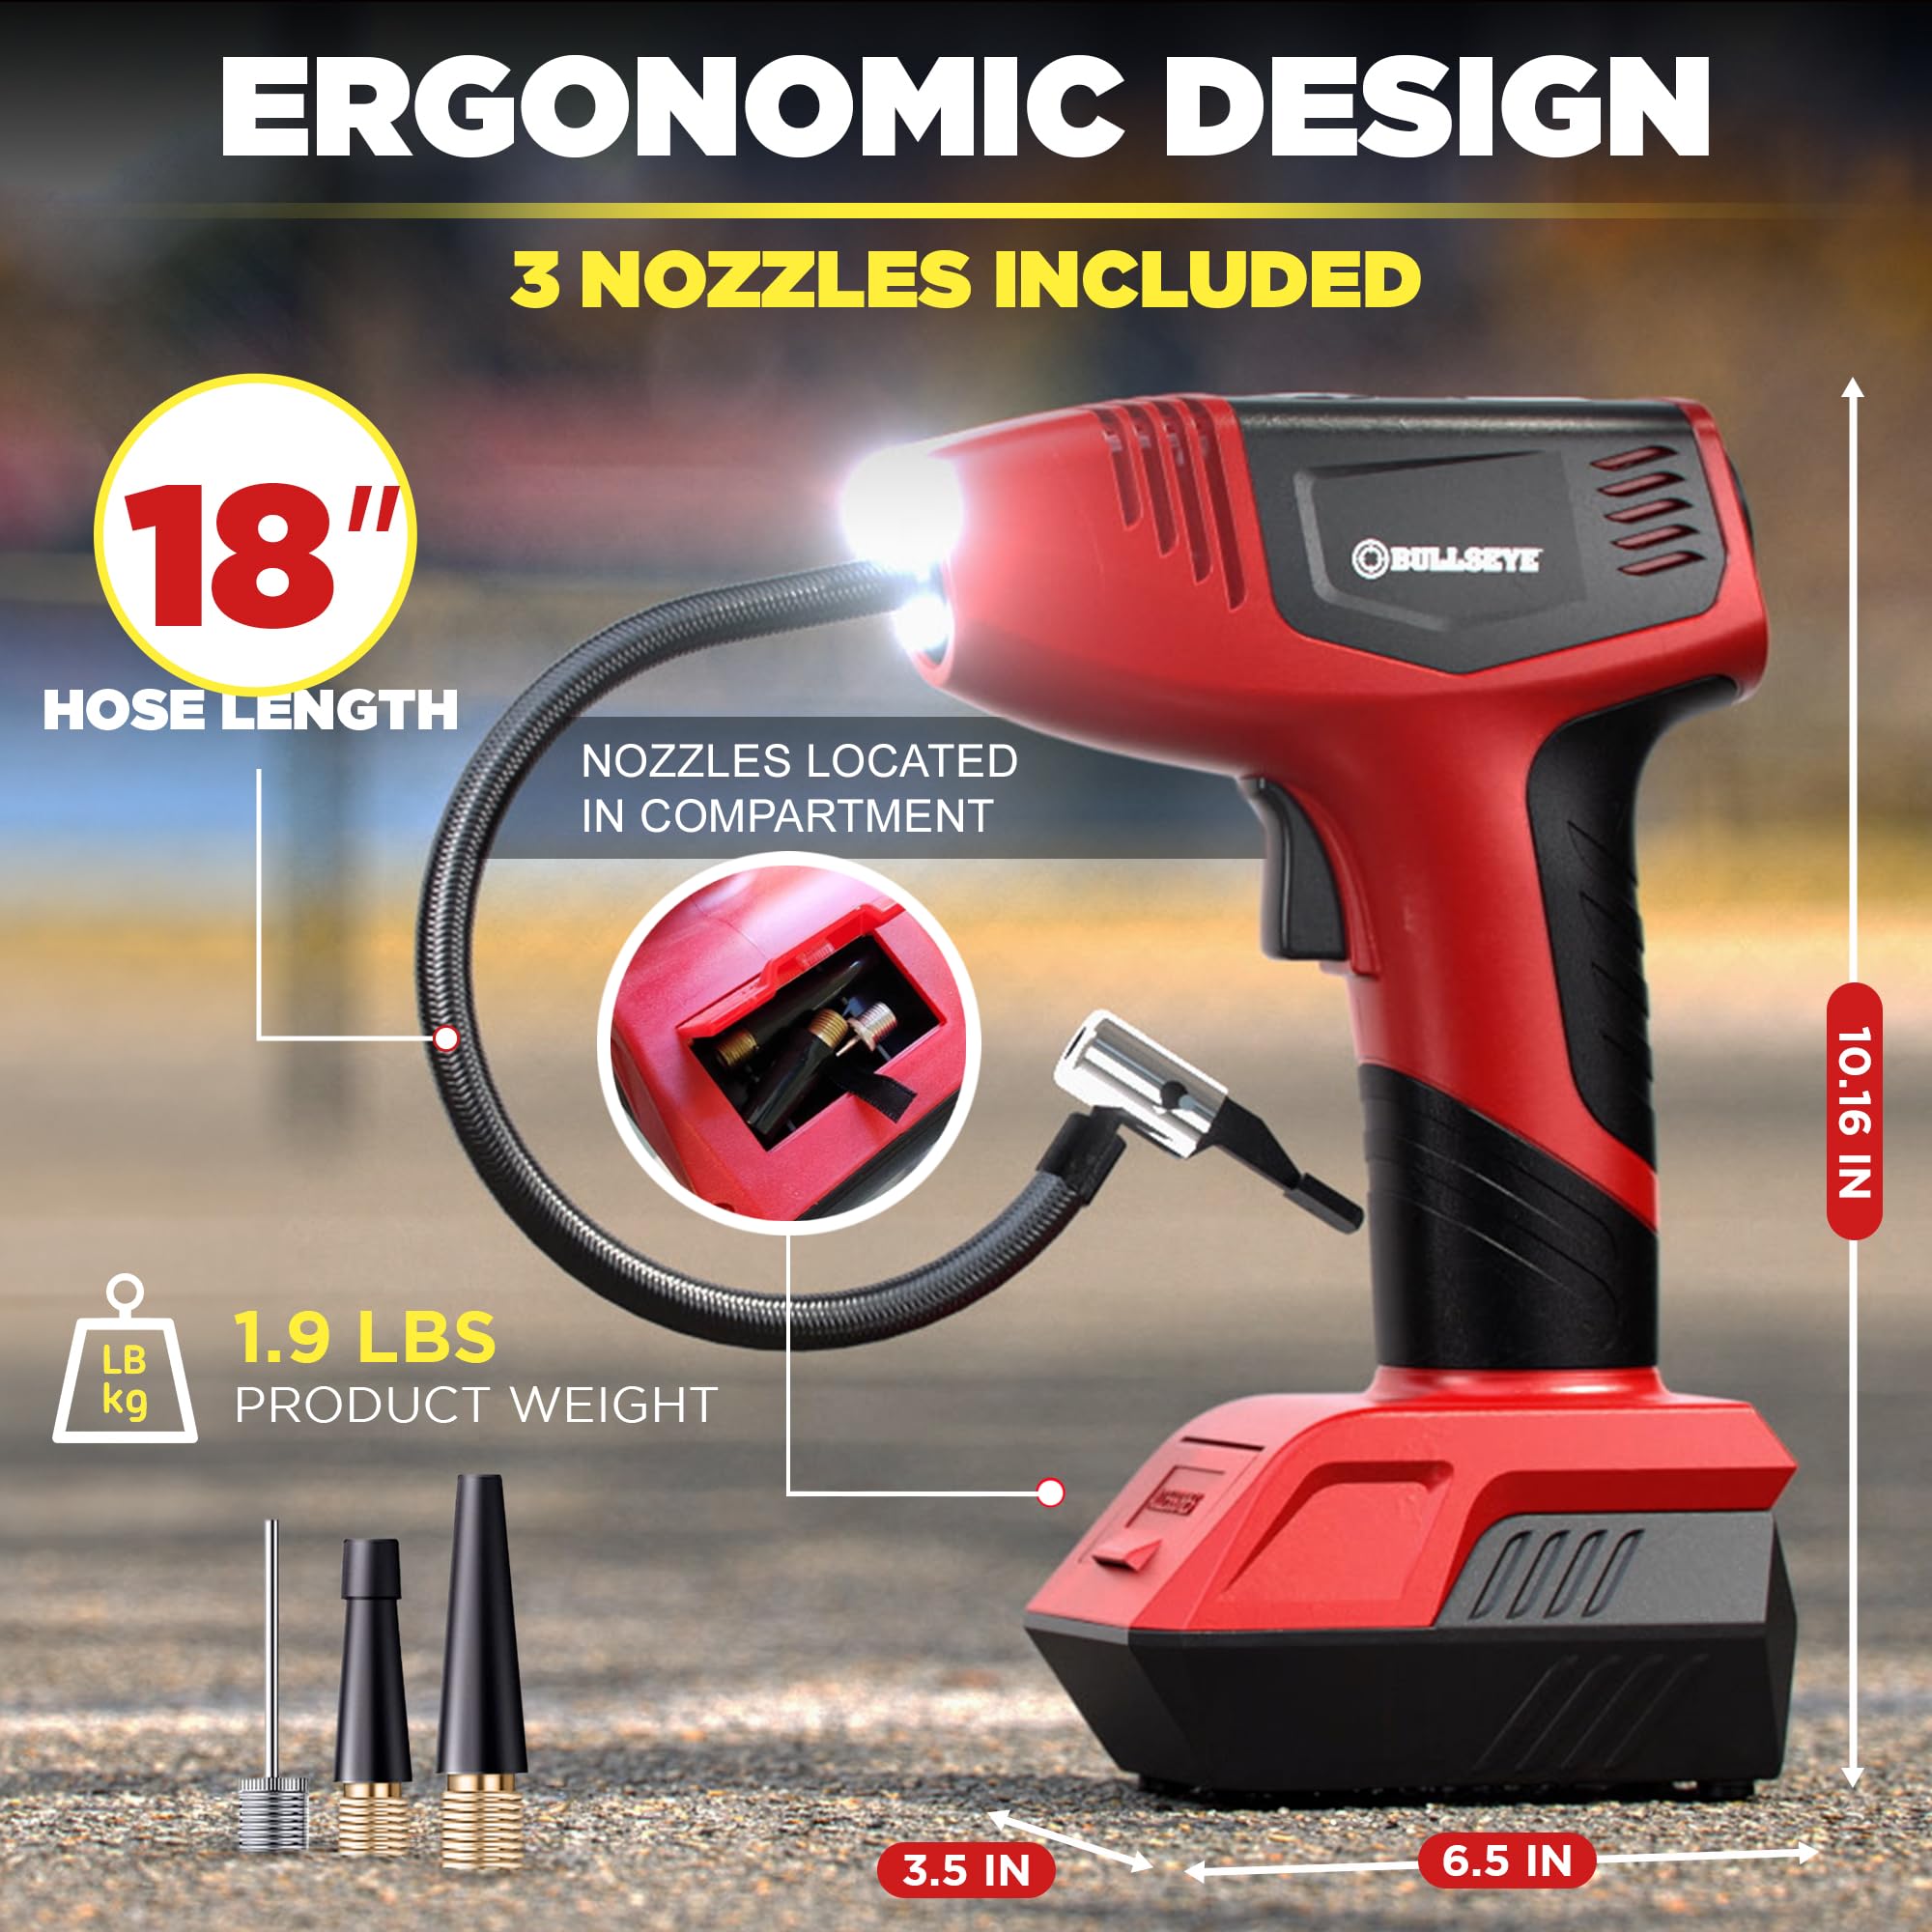 ERGONOMIC DESIGN
3 NOZZLES INCLUDED
18"
HOSE LENGTH
BULLSEYE
NOZZLES LOCATED
IN COMPARTMENT
10.16 IN
LB
kg
1.9 LBS
PRODUCT WEIGHT
3.5 IN
6.5 IN